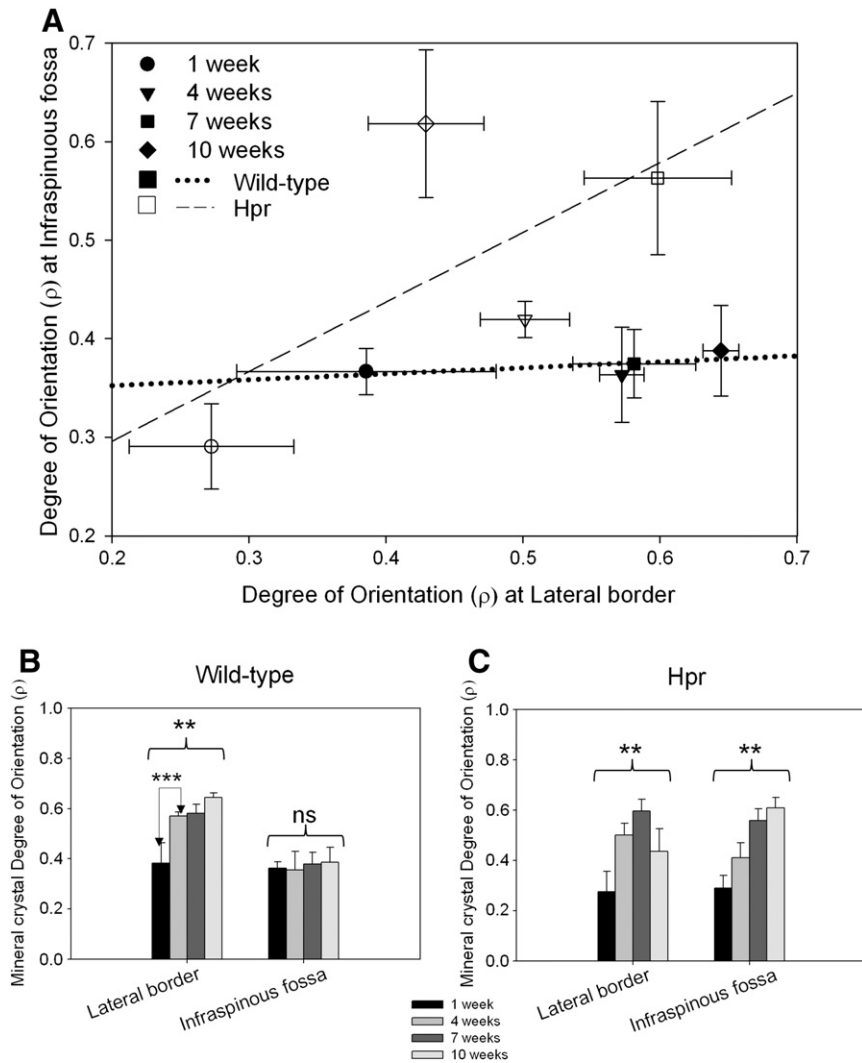 A
Degree of Orientation (ρ) at Infraspinuous fossa
0.7
0.6
0.5
0.4
0.3
0.2
1 week
4 weeks
7 weeks
10 weeks
Wild-type
Hpr
0.2 0.3 0.4 0.5 0.6 0.7
Degree of Orientation (ρ) at Lateral border
B
Wild-type
Mineral crystal Degree of Orientation (ρ)
1.0
0.8
0.6
0.4
0.2
0.0
**
***
ns
Lateral border
Infraspinous fossa
C
Hpr
Mineral crystal Degree of Orientation (ρ)
1.0
0.8
0.6
0.4
0.2
0.0
**
**
Lateral border
Infraspinous fossa
1 week
4 weeks
7 weeks
10 weeks